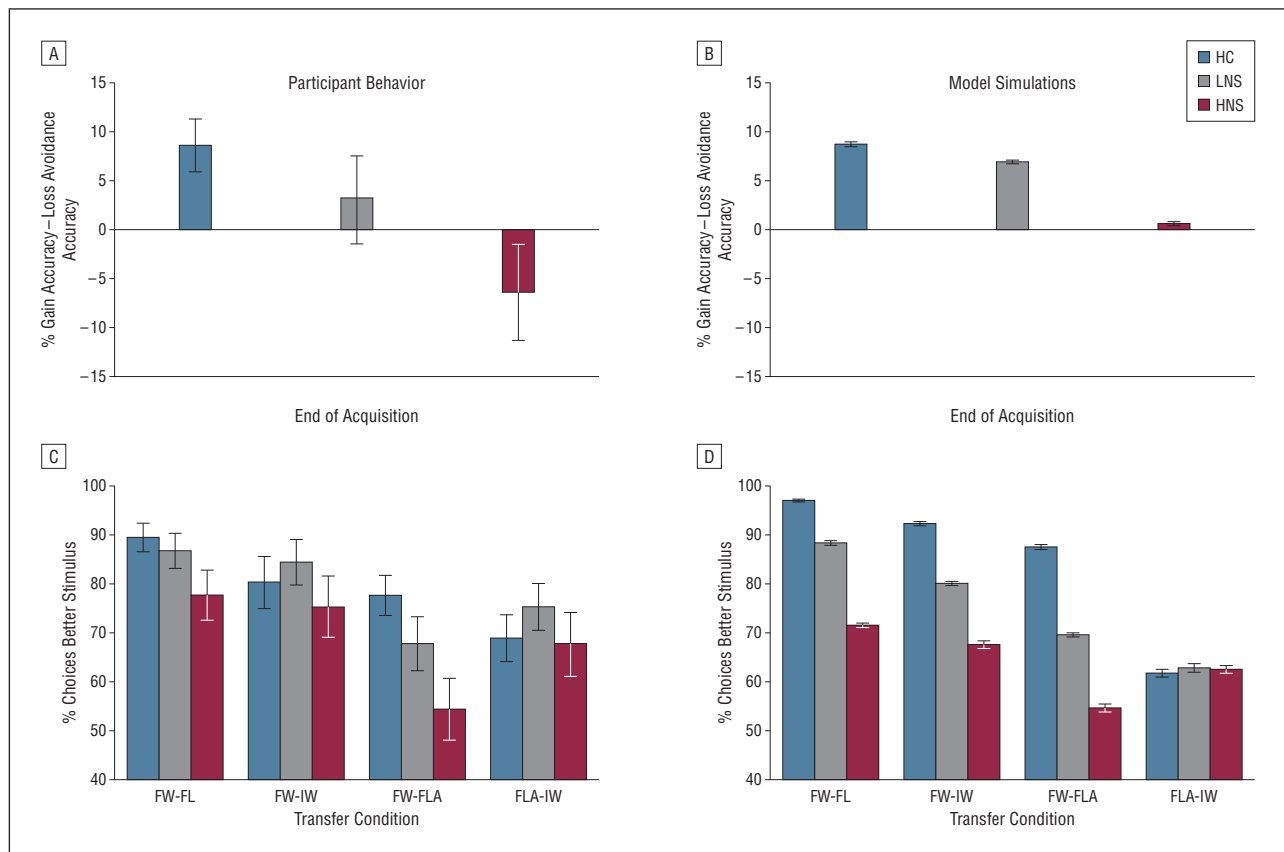 A
Participant Behavior
% Gain Accuracy – Loss Avoidance
Accuracy
15
10
5
0
−5
−10
−15
End of Acquisition
B
Model Simulations
HC
LNS
HNS
% Gain Accuracy – Loss Avoidance
Accuracy
15
10
5
0
−5
−10
−15
End of Acquisition
C
% Choices Better Stimulus
100
90
80
70
60
50
40
FW-FL FW-IW FW-FLA FLA-IW
Transfer Condition
D
% Choices Better Stimulus
100
90
80
70
60
50
40
FW-FL FW-IW FW-FLA FLA-IW
Transfer Condition